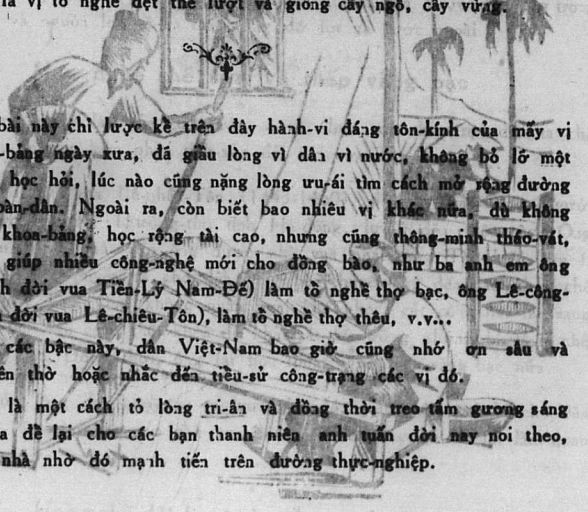 là vị tổ nghề dệt the lượt và giống cây ngô, cây vừng.
bài này chỉ lược kể trên đây hành-vi đáng tôn-kính của mấy vị
-bảng ngày xưa, đã giầu lòng vì dân vì nước, không bỏ lỡ một
học hỏi, lúc nào cũng nặng lòng ưu-ái tìm cách mở rộng đường
Ngoài ra, còn biết bao nhiêu vị khác nữa, dù không
khoa-bảng, học rộng tài cao, nhưng cũng thông-minh tháo-vát,
giúp nhiều công-nghệ mới cho đồng bào, như ba anh em ông
đời vua Tiền-Lý Nam-Đế) làm tổ nghề thợ bạc, ông Lê-công-
đời vua Lê-chiêu-Tôn), làm tổ nghề thợ thêu, v.v...
các bậc này, dân Việt-Nam bao giờ cũng nhớ ơn sâu và
thờ hoặc nhắc đến tiểu-sử công-trạng các vị đó.
là một cách tỏ lòng tri-ân và đồng thời treo tấm gương sáng
để lại cho các bạn thanh niên anh tuấn đời nay noi theo,
nhà nhờ đó mạnh tiến trên đường thực-nghiệp.